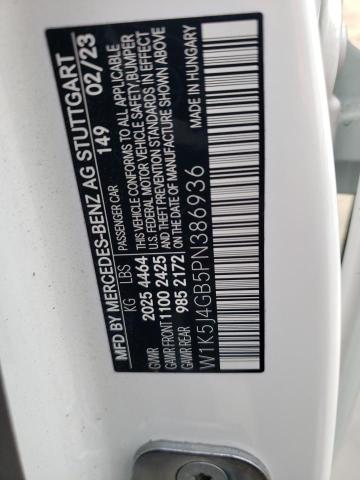 MFD BY MERCEDES-BENZ AG STUTTGART
PASSENGER CAR 149 02/23
KG LBS
GVWR 2025 4464
GAWR FRONT 1100 2425
GAWR REAR 985 2172
THIS VEHICLE CONFORMS TO ALL APPLICABLE
U.S. FEDERAL MOTOR VEHICLE SAFETY, BUMPER
AND THEFT PREVENTION STANDARDS IN EFFECT
ON THE DATE OF MANUFACTURE SHOWN ABOVE.
MADE IN HUNGARY
W1K5J4GB5PN386936